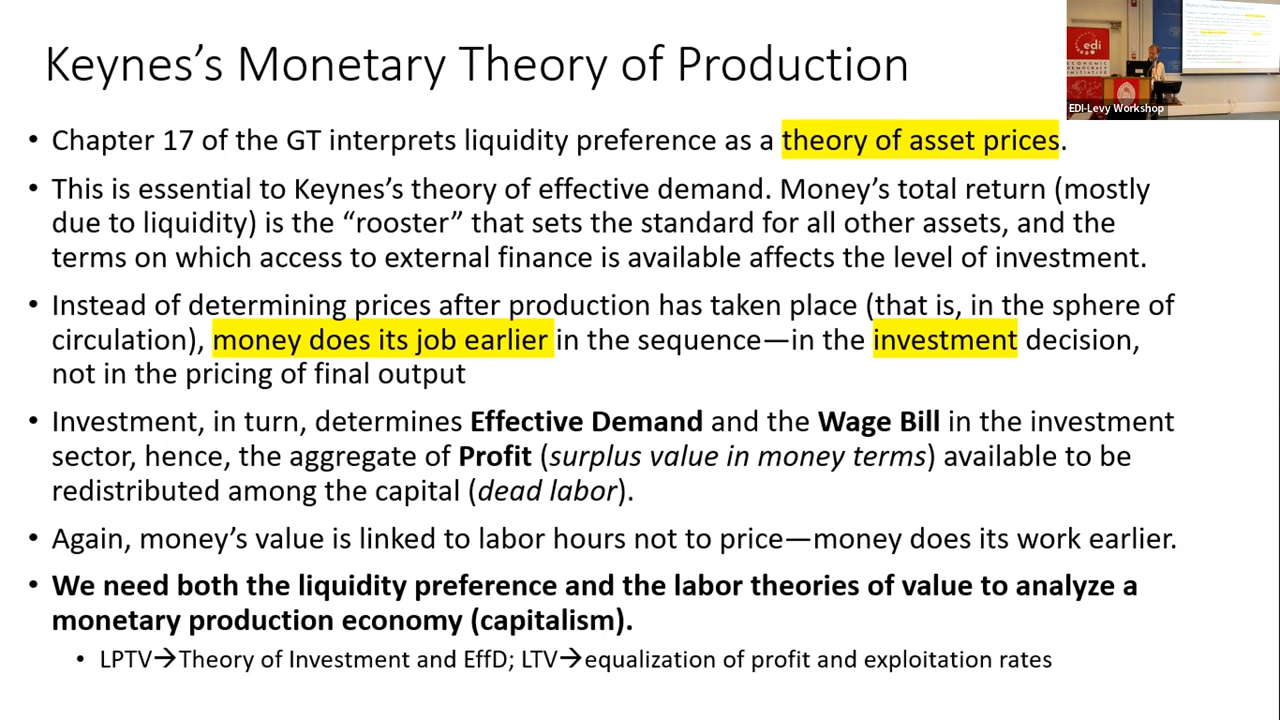 Keynes's Monetary Theory of Production
edi
ECONOMIC
DEMOCRACY
INITIATIVE
EDI-Levy Workshop
• Chapter 17 of the GT interprets liquidity preference as a theory of asset prices.
• This is essential to Keynes's theory of effective demand. Money's total return (mostly
due to liquidity) is the “rooster” that sets the standard for all other assets, and the
terms on which access to external finance is available affects the level of investment.
• Instead of determining prices after production has taken place (that is, in the sphere of
circulation), money does its job earlier in the sequence—in the investment decision,
not in the pricing of final output
• Investment, in turn, determines Effective Demand and the Wage Bill in the investment
sector, hence, the aggregate of Profit (surplus value in money terms) available to be
redistributed among the capital (dead labor).
• Again, money's value is linked to labor hours not to price—money does its work earlier.
• We need both the liquidity preference and the labor theories of value to analyze a
monetary production economy (capitalism).
• LPTV→Theory of Investment and EffD; LTV→equalization of profit and exploitation rates